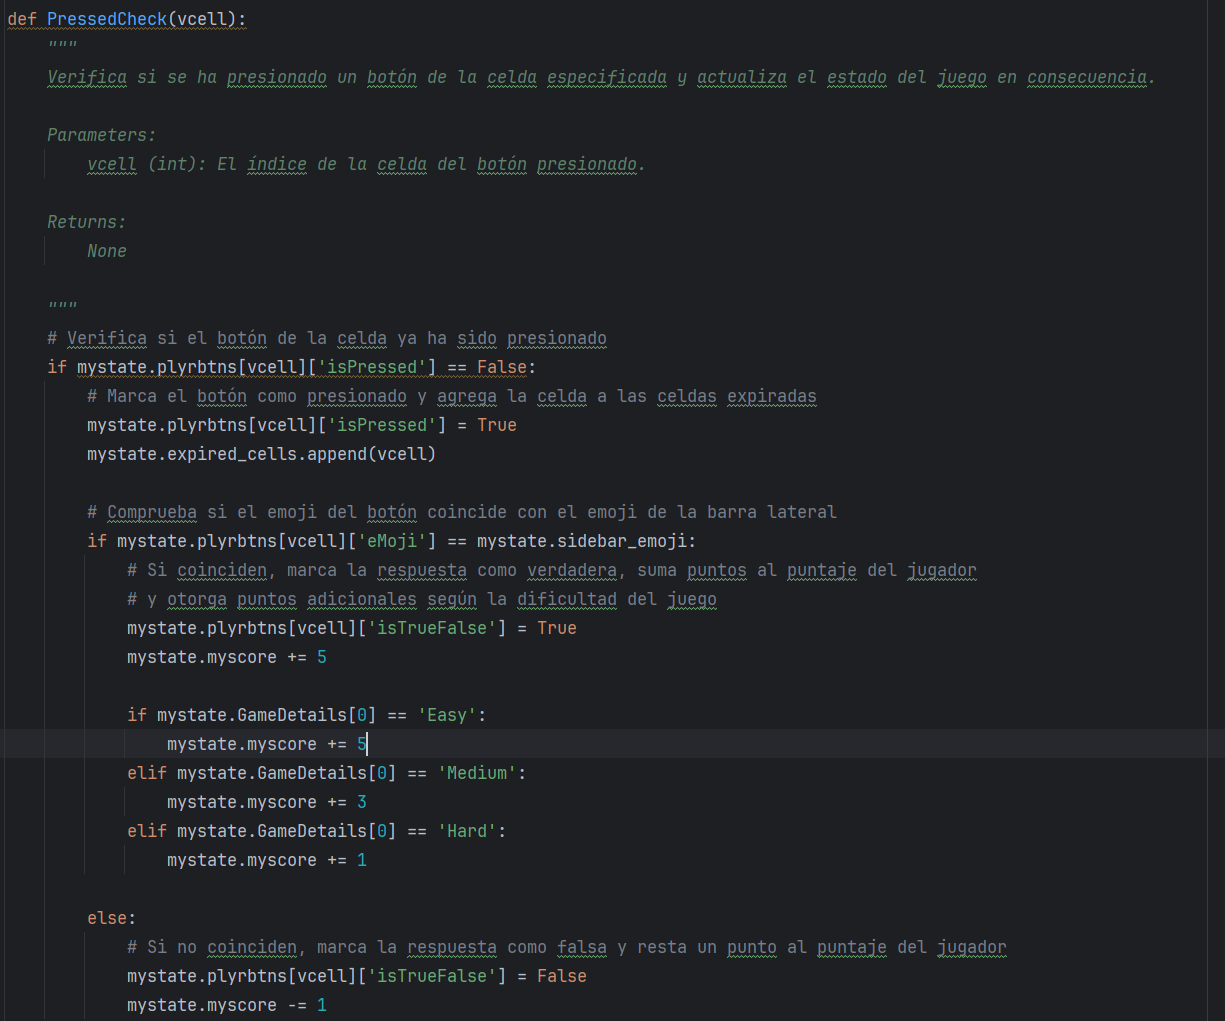 def PressedCheck(vcell):
    """
    Verifica si se ha presionado un botón de la celda especificada y actualiza el estado del juego en consecuencia.

    Parameters:
        vcell (int): El índice de la celda del botón presionado.

    Returns:
        None

    """
    # Verifica si el botón de la celda ya ha sido presionado
    if mystate.plyrbtns[vcell]['isPressed'] == False:
        # Marca el botón como presionado y agrega la celda a las celdas expiradas
        mystate.plyrbtns[vcell]['isPressed'] = True
        mystate.expired_cells.append(vcell)

        # Comprueba si el emoji del botón coincide con el emoji de la barra lateral
        if mystate.plyrbtns[vcell]['eMoji'] == mystate.sidebar_emoji:
            # Si coinciden, marca la respuesta como verdadera, suma puntos al puntaje del jugador
            # y otorga puntos adicionales según la dificultad del juego
            mystate.plyrbtns[vcell]['isTrueFalse'] = True
            mystate.myscore += 5

            if mystate.GameDetails[0] == 'Easy':
                mystate.myscore += 5
            elif mystate.GameDetails[0] == 'Medium':
                mystate.myscore += 3
            elif mystate.GameDetails[0] == 'Hard':
                mystate.myscore += 1

        else:
            # Si no coinciden, marca la respuesta como falsa y resta un punto al puntaje del jugador
            mystate.plyrbtns[vcell]['isTrueFalse'] = False
            mystate.myscore -= 1